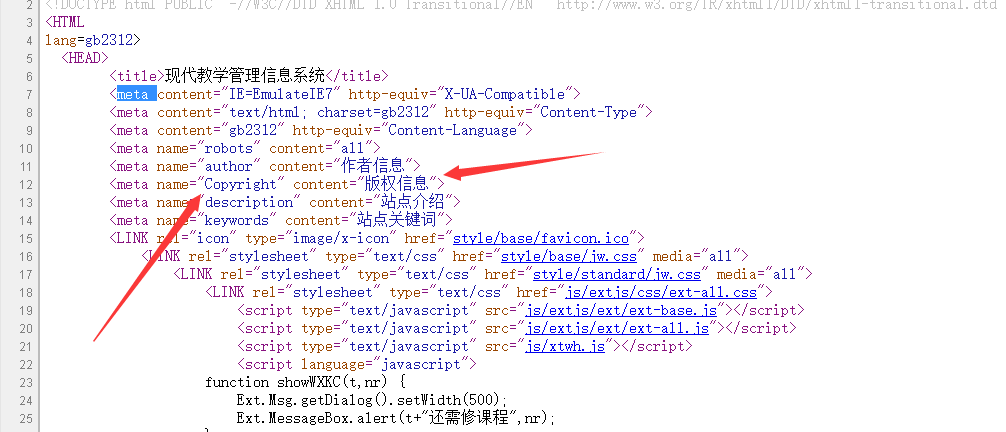 2 <!DOCTYPE html PUBLIC "-//W3C//DTD XHTML 1.0 Transitional//EN" "http://www.w3.org/TR/xhtml1/DTD/xhtml1-transitional.dtd
3 <HTML
4 lang=gb2312>
5 <HEAD>
6 <title>现代教学管理信息系统</title>
7 <meta content="IE=EmulateIE7" http-equiv="X-UA-Compatible">
8 <meta content="text/html; charset=gb2312" http-equiv="Content-Type">
9 <meta content="gb2312" http-equiv="Content-Language">
10 <meta name="robots" content="all">
11 <meta name="author" content="作者信息">
12 <meta name="Copyright" content="版权信息">
13 <meta name="description" content="站点介绍">
14 <meta name="keywords" content="站点关键词">
15 <LINK rel="icon" type="image/x-icon" href="style/base/favicon.ico">
16 <LINK rel="stylesheet" type="text/css" href="style/base/jw.css" media="all">
17 <LINK rel="stylesheet" type="text/css" href="style/standard/jw.css" media="all">
18 <LINK rel="stylesheet" type="text/css" href="js/extjs/css/ext-all.css">
19 <script type="text/javascript" src="js/extjs/ext/ext-base.js"></script>
20 <script type="text/javascript" src="js/extjs/ext/ext-all.js"></script>
21 <script type="text/javascript" src="js/xtwh.js"></script>
22 <script language="javascript">
23 function showWXKC(t,nr) {
24 Ext.Msg.getDialog().setWidth(500);
25 Ext.MessageBox.alert(t+"还需修课程",nr);